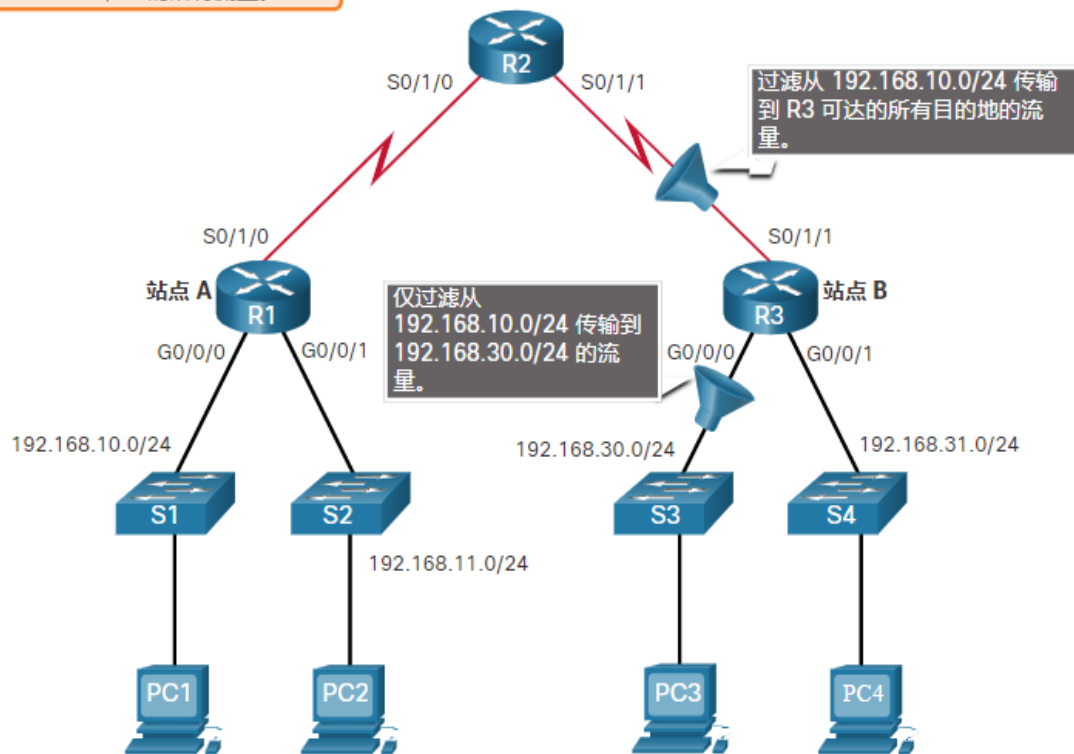 R2
S0/1/0
S0/1/1
过滤从 192.168.10.0/24 传输
到 R3 可达的所有目的地的流
量。
S0/1/0
S0/1/1
站点 A
R1
仅过滤从
192.168.10.0/24 传输到
192.168.30.0/24 的流
量。
R3
站点 B
G0/0/0
G0/0/1
G0/0/0
G0/0/1
192.168.10.0/24
192.168.30.0/24
192.168.31.0/24
S1
S2
S3
S4
192.168.11.0/24
PC1
PC2
PC3
PC4